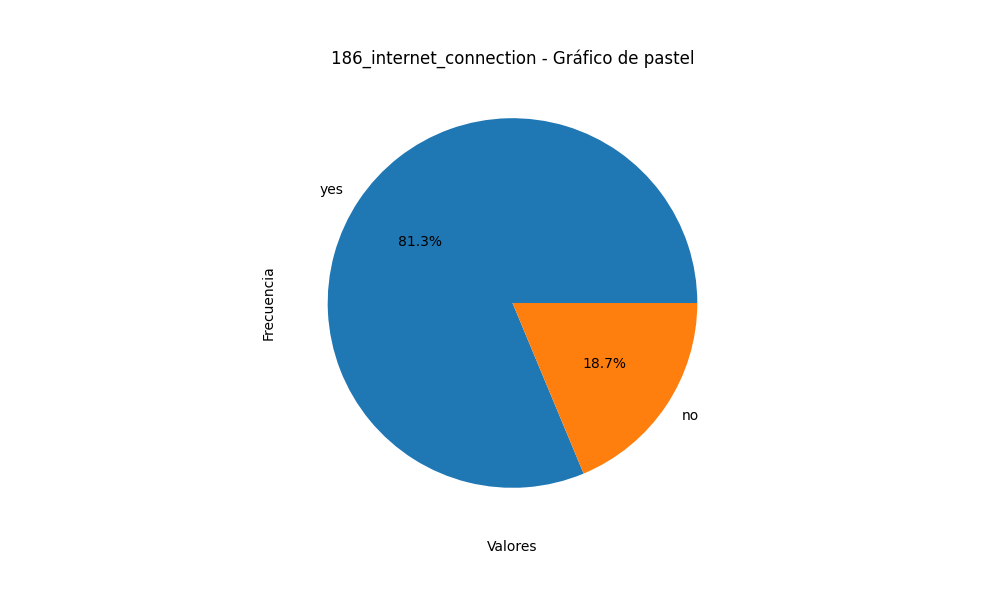 186_internet_connection - Gráfico de pastel
yes
81.3%
Frecuencia
18.7%
no
Valores